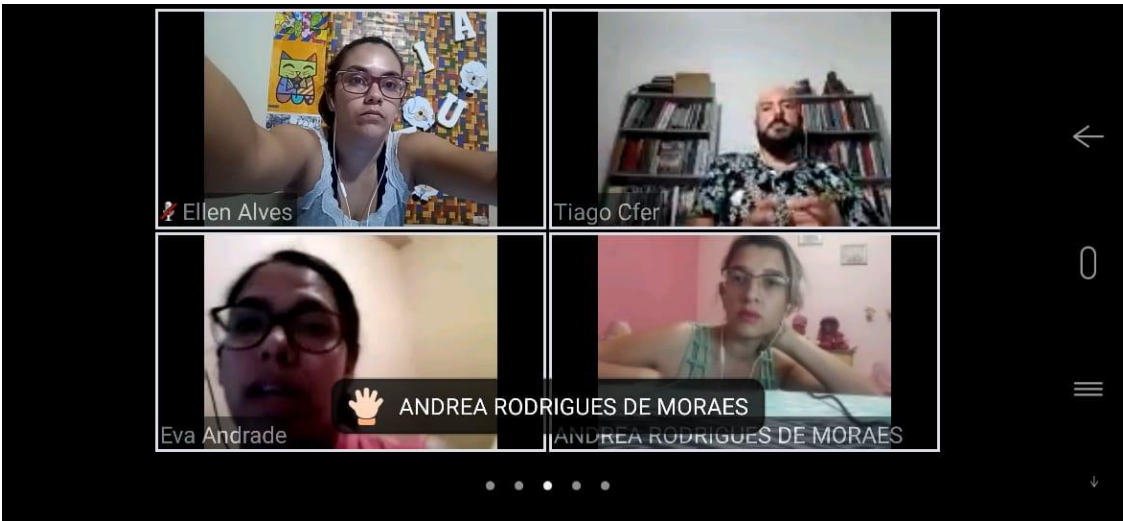 Ellen Alves
Tiago Cfer
Eva Andrade
ANDREA RODRIGUES DE MORAES
ANDREA RODRIGUES DE MORAES